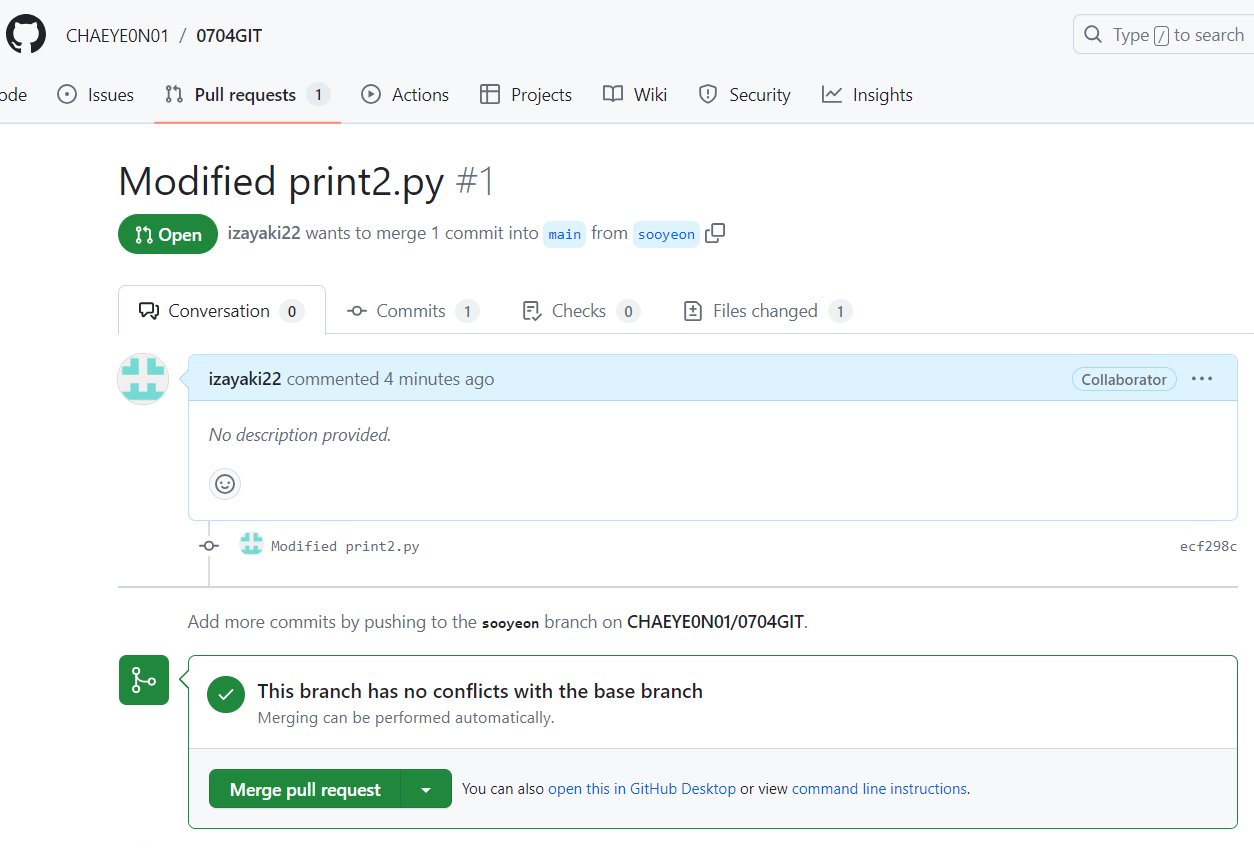 CHAEYE0N01 / 0704GIT
Type / to search
ode Issues Pull requests 1 Actions Projects Wiki Security Insights
Modified print2.py #1
Open izayaki22 wants to merge 1 commit into main from sooyeon
Conversation 0 Commits 1 Checks 0 Files changed 1
izayaki22 commented 4 minutes ago Collaborator ...
No description provided.
Modified print2.py ecf298c
Add more commits by pushing to the sooyeon branch on CHAEYE0N01/0704GIT.
This branch has no conflicts with the base branch
Merging can be performed automatically.
Merge pull request You can also open this in GitHub Desktop or view command line instructions.